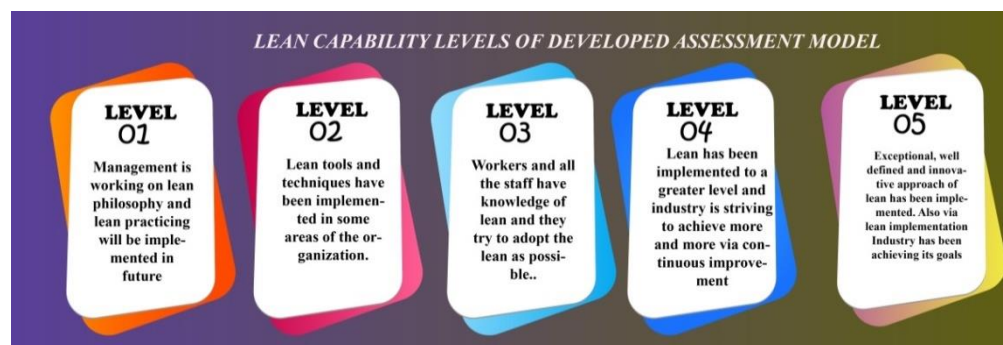 LEAN CAPABILITY LEVELS OF DEVELOPED ASSESSMENT MODEL
LEVEL
01
Management is
working on lean
philosophy and
lean practicing
will be imple-
mented in
future
LEVEL
02
Lean tools and
techniques have
been implemen-
ted in some
areas of the or-
ganization.
LEVEL
03
Workers and all
the staff have
knowledge of
lean and they
try to adopt the
lean as possi-
ble..
LEVEL
04
Lean has been
implemented to a
greater level and
industry is striving
to achieve more
and more via con-
tinuous improve-
ment
LEVEL
05
Exceptional, well
defined and innova-
tive approach of
lean has been imple-
mented. Also via
lean implementation
Industry has been
achieving its goals